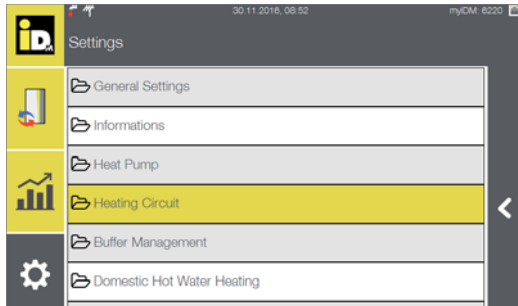 iD.M
30.11.2016, 08:52
myIDM: 6220
Settings
General Settings
Informations
Heat Pump
Heating Circuit
Buffer Management
Domestic Hot Water Heating